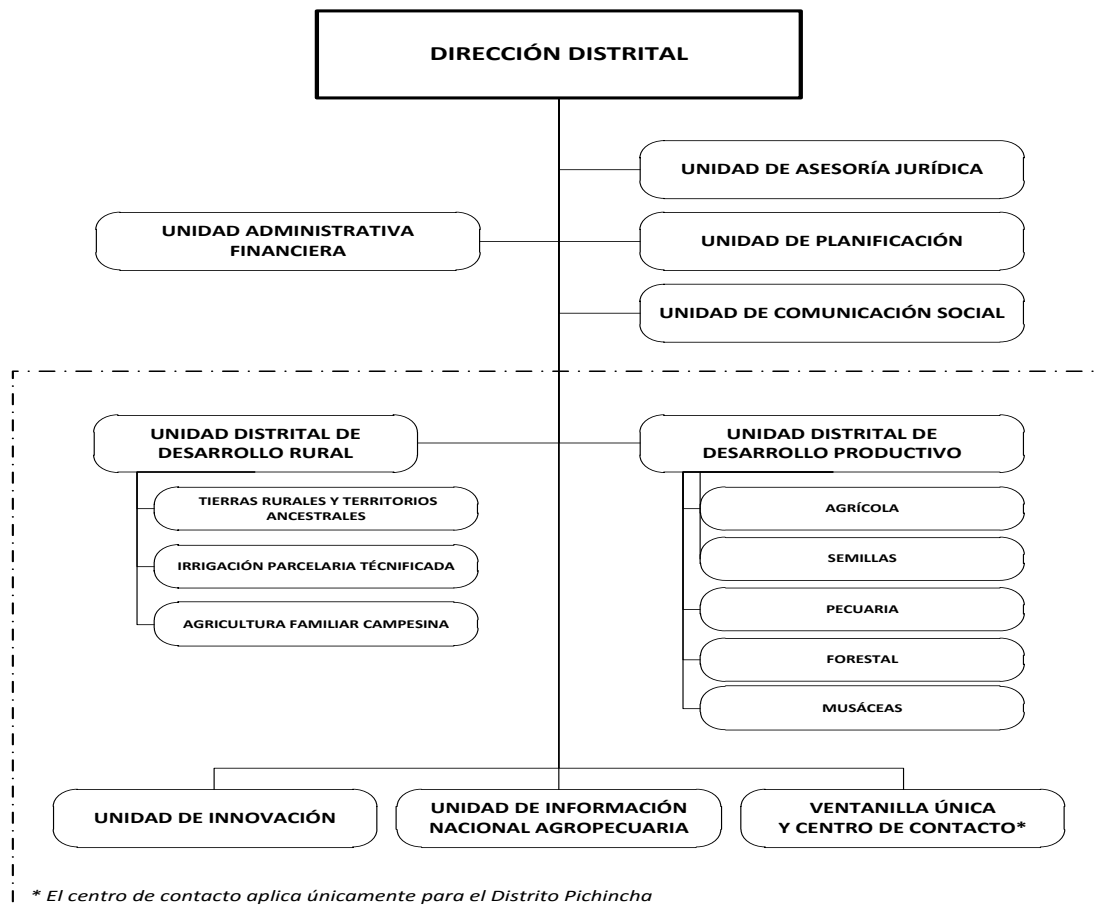 DIRECCIÓN DISTRITAL
UNIDAD DE ASESORÍA JURÍDICA
UNIDAD ADMINISTRATIVA
FINANCIERA
UNIDAD DE PLANIFICACIÓN
UNIDAD DE COMUNICACIÓN SOCIAL
UNIDAD DISTRITAL DE
DESARROLLO RURAL
TIERRAS RURALES Y TERRITORIOS
ANCESTRALES
IRRIGACIÓN PARCELARIA TÉCNIFICADA
AGRICULTURA FAMILIAR CAMPESINA
UNIDAD DISTRITAL DE
DESARROLLO PRODUCTIVO
AGRÍCOLA
SEMILLAS
PECUARIA
FORESTAL
MUSÁCEAS
UNIDAD DE INNOVACIÓN
UNIDAD DE INFORMACIÓN
NACIONAL AGROPECUARIA
VENTANILLA ÚNICA
Y CENTRO DE CONTACTO*
* El centro de contacto aplica únicamente para el Distrito Pichincha